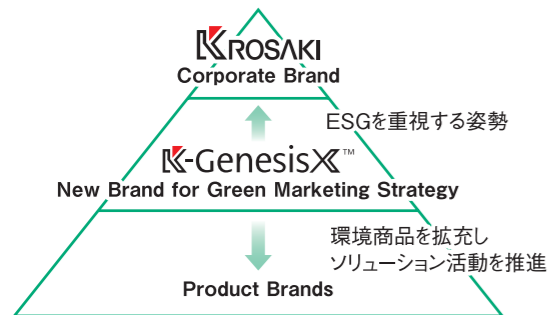 KROSAKI
Corporate Brand
ESGを重視する姿勢
K-GenesisX™
New Brand for Green Marketing Strategy
環境商品を拡充し
ソリューション活動を推進
Product Brands